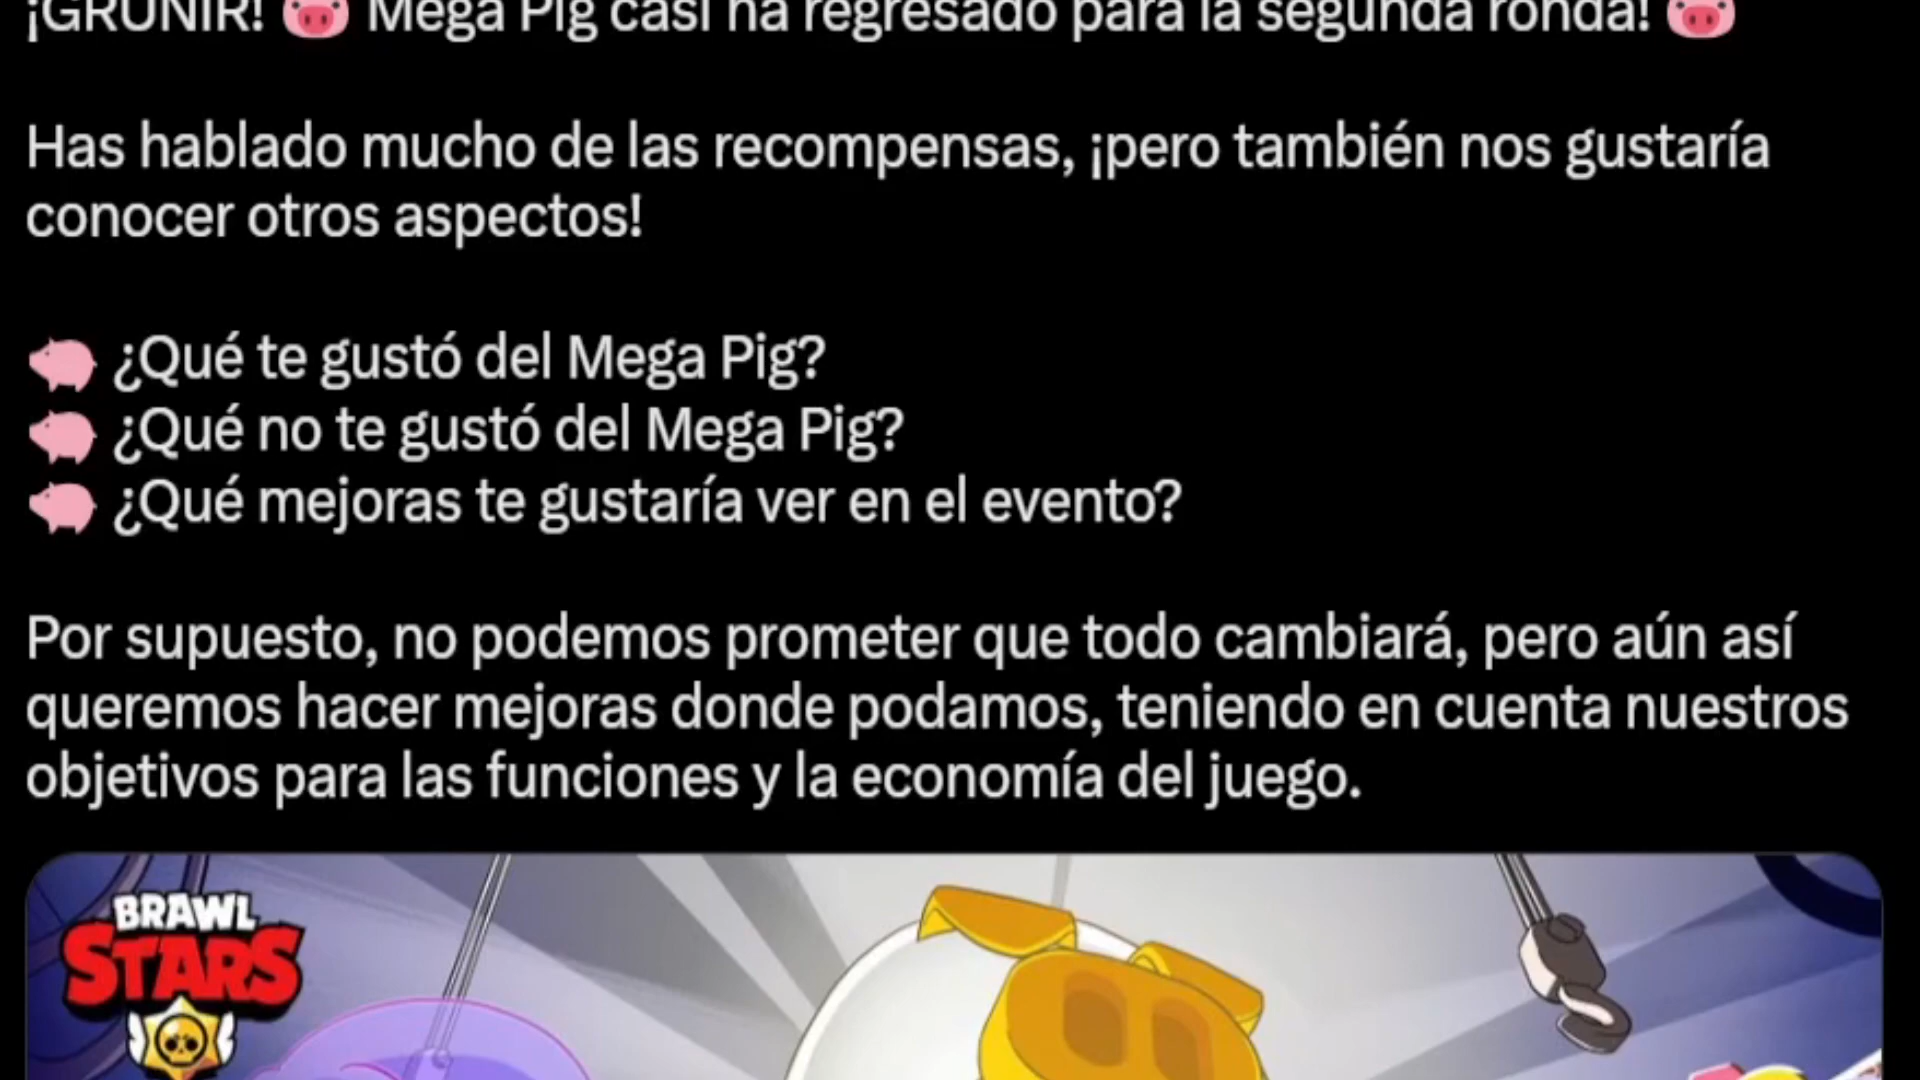 ¡GRUÑIR! 🐷 Mega Pig casi ha regresado para la segunda ronda! 🐷
Has hablado mucho de las recompensas, ¡pero también nos gustaría
conocer otros aspectos!
🐖 ¿Qué te gustó del Mega Pig?
🐖 ¿Qué no te gustó del Mega Pig?
🐖 ¿Qué mejoras te gustaría ver en el evento?
Por supuesto, no podemos prometer que todo cambiará, pero aún así
queremos hacer mejoras donde podamos, teniendo en cuenta nuestros
objetivos para las funciones y la economía del juego.
BRAWL
STARS